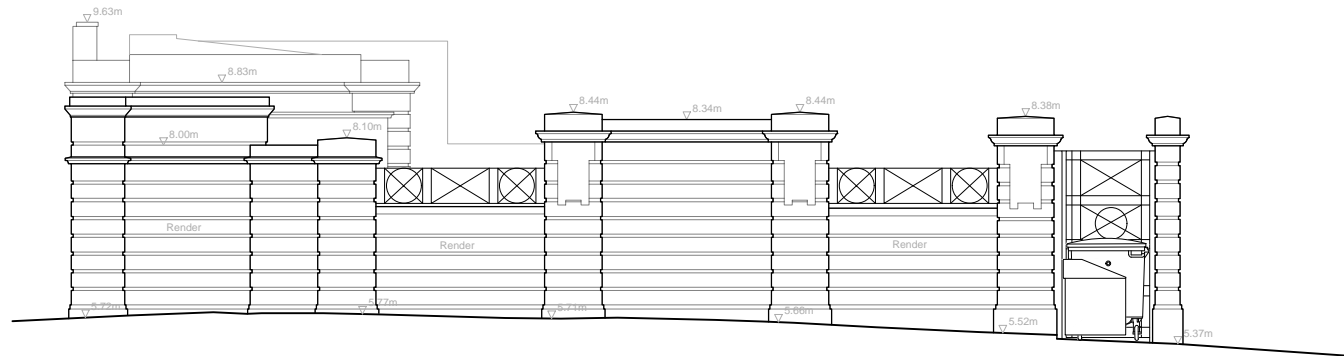 9.63m
8.83m
8.44m
8.34m
8.44m
8.38m
8.00m
8.10m
Render
Render
Render
5.72m
5.77m
5.71m
5.66m
5.52m
5.37m